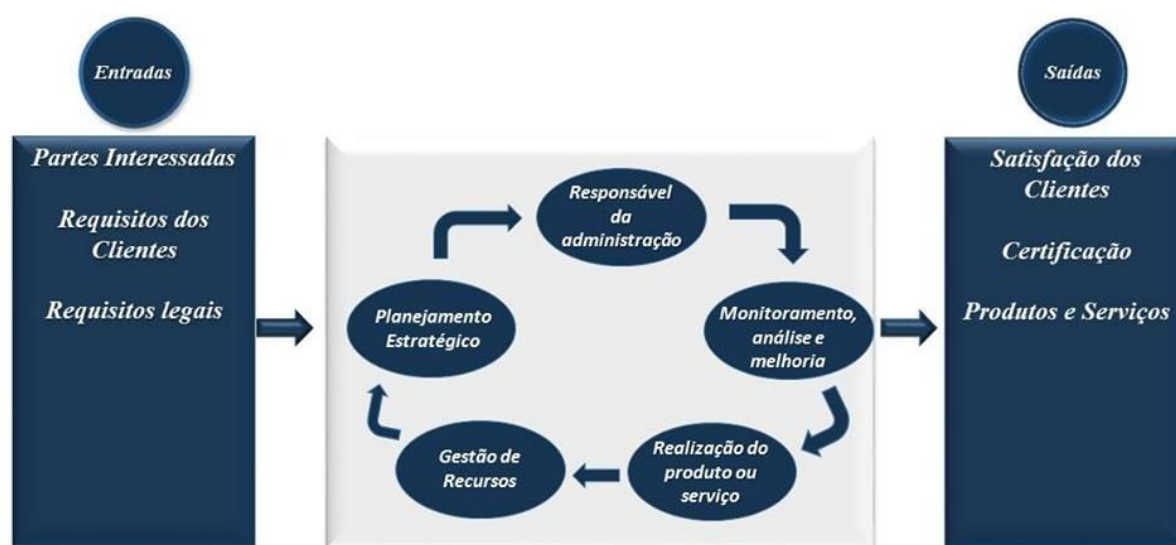 Entradas
Saídas
Partes Interessadas
Requisitos dos
Clientes
Requisitos legais
Responsável
da
administração
Planejamento
Estratégico
Monitoramento,
análise e
melhoria
Gestão de
Recursos
Realização do
produto ou
serviço
Satisfação dos
Clientes
Certificação
Produtos e Serviços